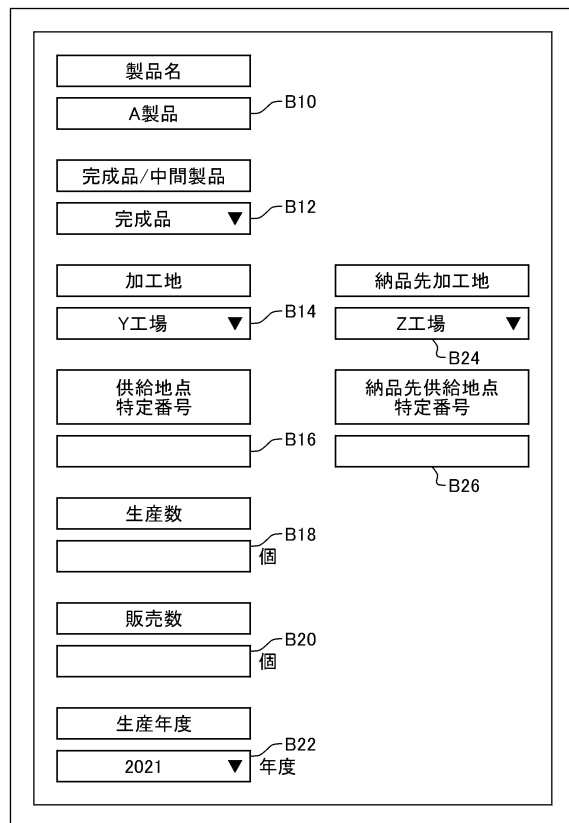 製品名
A製品
B10
完成品/中間製品
完成品 ▼
B12
加工地
Y工場 ▼
B14
納品先加工地
Z工場 ▼
B24
供給地点
特定番号
B16
納品先供給地点
特定番号
B26
生産数
B18
個
販売数
B20
個
生産年度
2021 ▼
B22
年度